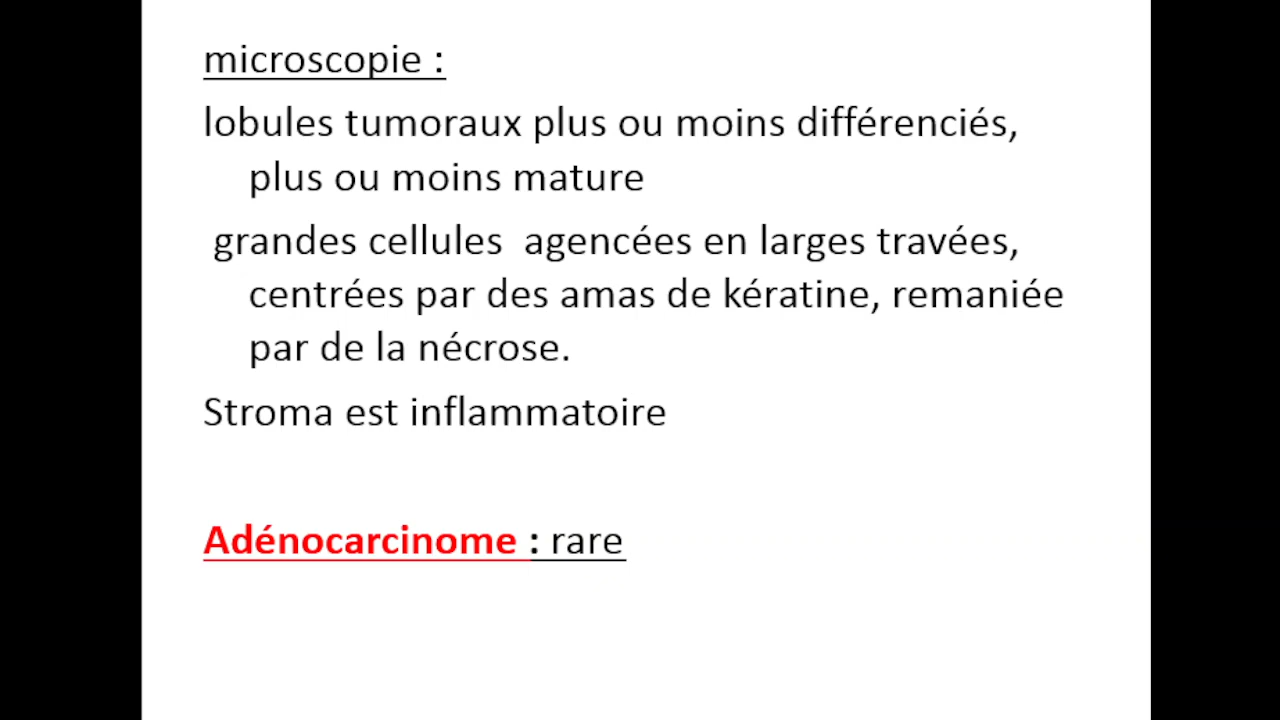 microscopie :
lobules tumoraux plus ou moins différenciés,
plus ou moins mature
grandes cellules  agencées en larges travées,
centrées par des amas de kératine, remaniée
par de la nécrose.
Stroma est inflammatoire
Adénocarcinome : rare